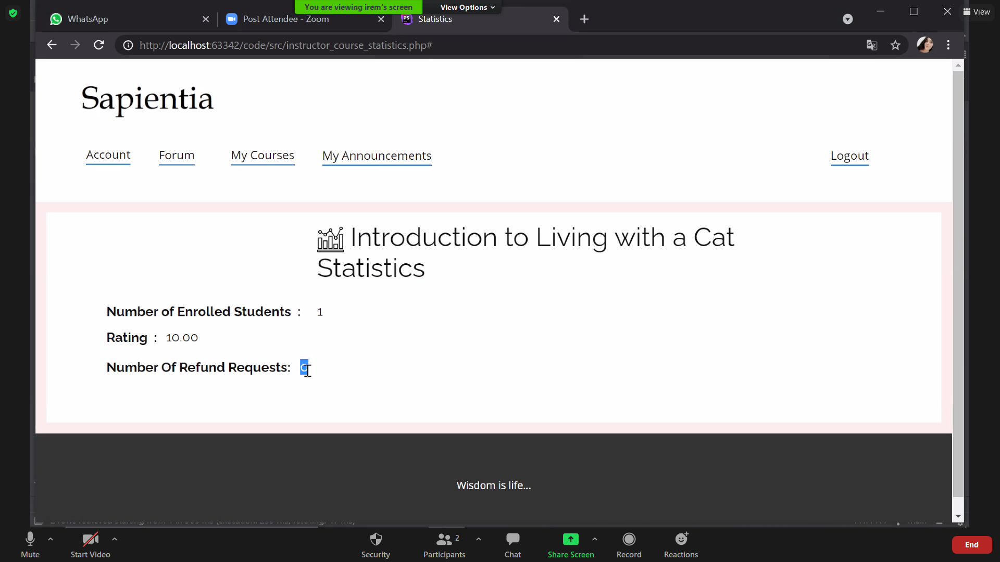 You are viewing irem's screen
View Options
View
WhatsApp
Post Attendee - Zoom
Statistics
http://localhost:63342/code/src/instructor_course_statistics.php#
Sapientia
Account
Forum
My Courses
My Announcements
Logout
Introduction to Living with a Cat
Statistics
Number of Enrolled Students : 1
Rating : 10.00
Number Of Refund Requests:
Wisdom is life...
Mute
Start Video
Security
Participants
2
Chat
Share Screen
Record
Reactions
End